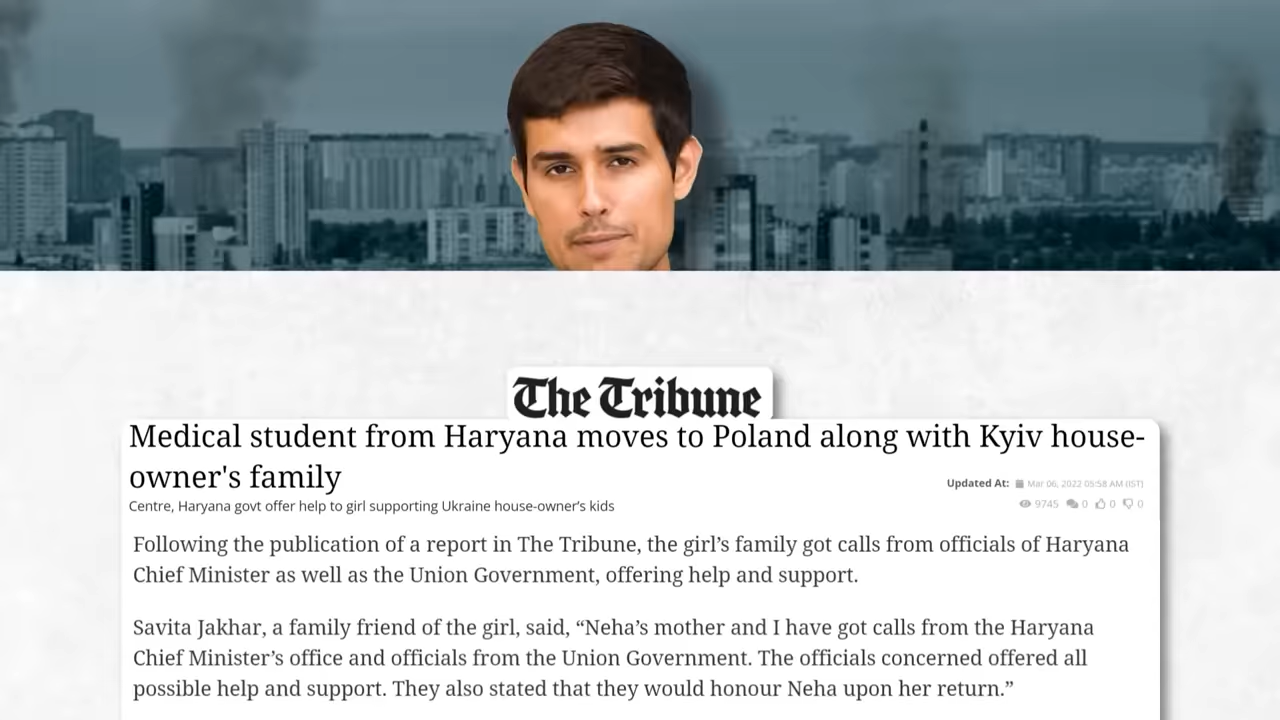 The Tribune
Medical student from Haryana moves to Poland along with Kyiv house-
owner's family
Updated At: Mar 06, 2022 05:58 AM (IST)
Centre, Haryana govt offer help to girl supporting Ukraine house-owner’s kids
9745 0 0 0
Following the publication of a report in The Tribune, the girl’s family got calls from officials of Haryana
Chief Minister as well as the Union Government, offering help and support.
Savita Jakhar, a family friend of the girl, said, “Neha’s mother and I have got calls from the Haryana
Chief Minister’s office and officials from the Union Government. The officials concerned offered all
possible help and support. They also stated that they would honour Neha upon her return.”